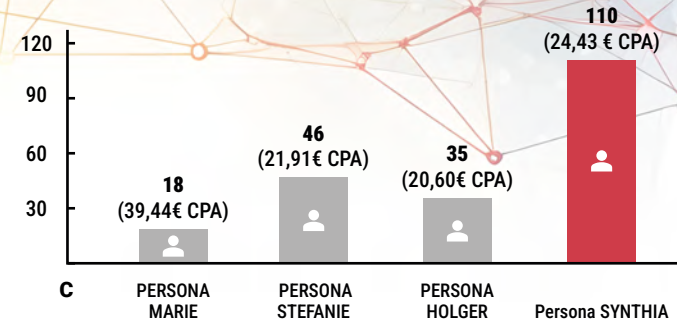 120
90
60
30
18
(39,44€ CPA)
46
(21,91€ CPA)
35
(20,60€ CPA)
110
(24,43 € CPA)
C
PERSONA
MARIE
PERSONA
STEFANIE
PERSONA
HOLGER
Persona SYNTHIA